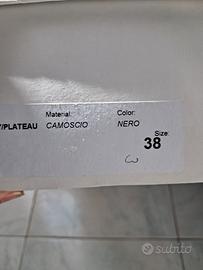 Material: Color:
/PLATEAU CAMOSCIO NERO
Size:
38
subito